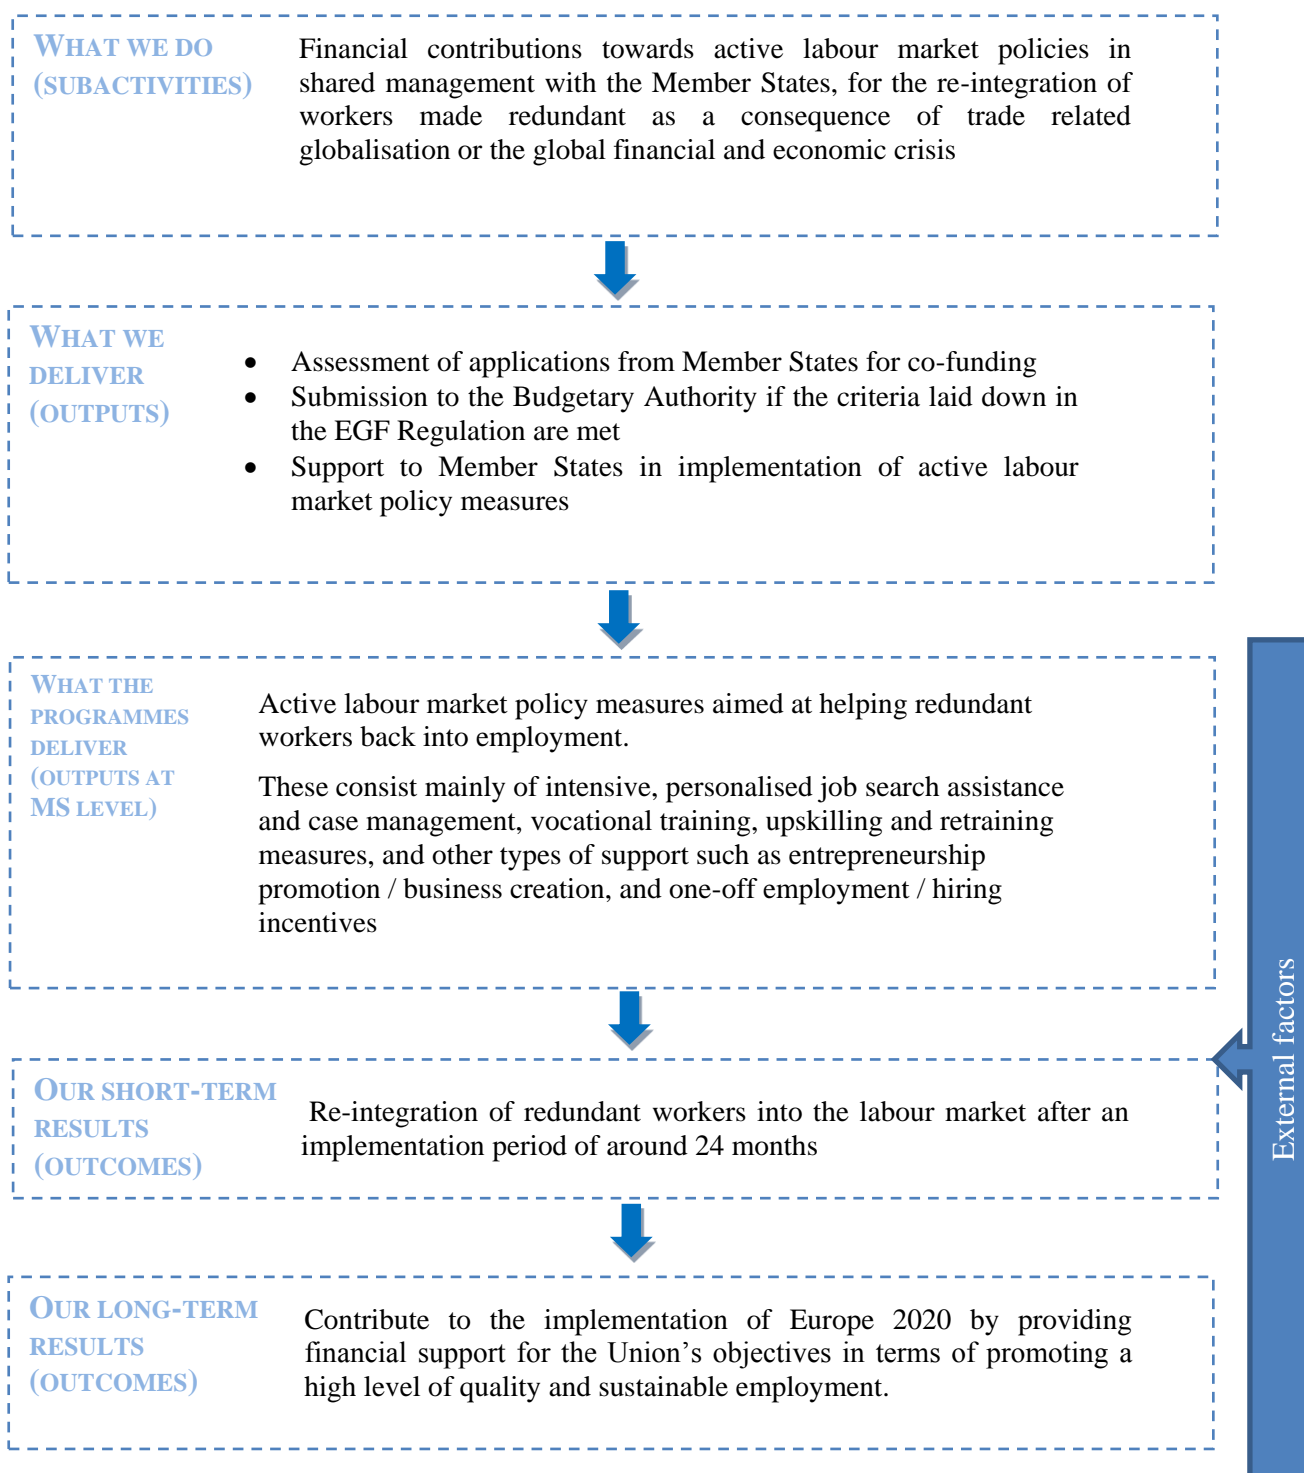 WHAT WE DO
(SUBACTIVITIES)
Financial contributions towards active labour market policies in
shared management with the Member States, for the re-integration of
workers made redundant as a consequence of trade related
globalisation or the global financial and economic crisis
WHAT WE
DELIVER
(OUTPUTS)
• Assessment of applications from Member States for co-funding
• Submission to the Budgetary Authority if the criteria laid down in
the EGF Regulation are met
• Support to Member States in implementation of active labour
market policy measures
WHAT THE
PROGRAMMES
DELIVER
(OUTPUTS AT
MS LEVEL)
Active labour market policy measures aimed at helping redundant
workers back into employment.
These consist mainly of intensive, personalised job search assistance
and case management, vocational training, upskilling and retraining
measures, and other types of support such as entrepreneurship
promotion / business creation, and one-off employment / hiring
incentives
External factors
OUR SHORT-TERM
RESULTS
(OUTCOMES)
Re-integration of redundant workers into the labour market after an
implementation period of around 24 months
OUR LONG-TERM
RESULTS
(OUTCOMES)
Contribute to the implementation of Europe 2020 by providing
financial support for the Union’s objectives in terms of promoting a
high level of quality and sustainable employment.